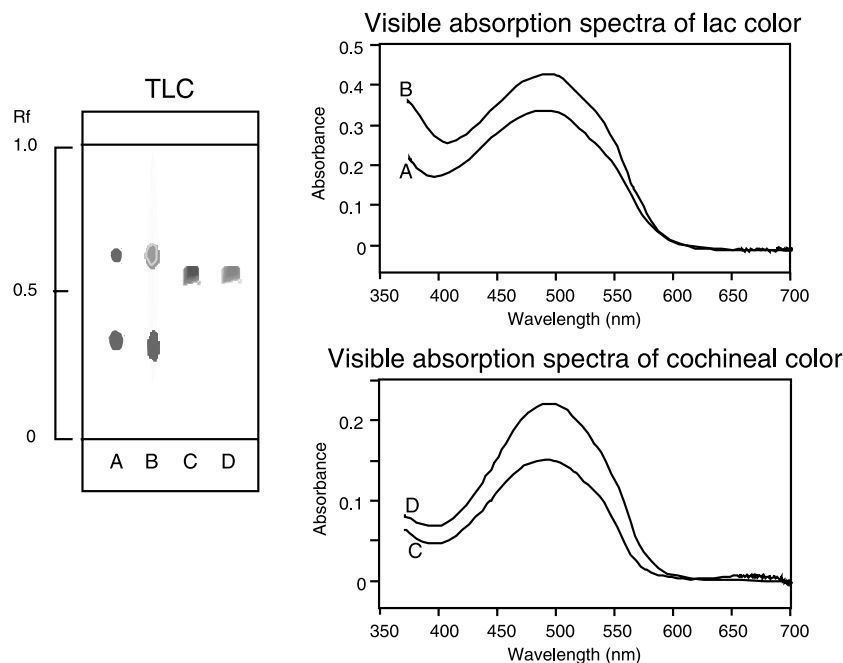 TLC
Rf
1.0
0.5
0
A B C D
Visible absorption spectra of lac color
Absorbance
0.5
0.4
0.3
0.2
0.1
0
B
A
350 400 450 500 550 600 650 700
Wavelength (nm)
Visible absorption spectra of cochineal color
Absorbance
0.2
0.1
0
D
C
350 400 450 500 550 600 650 700
Wavelength (nm)